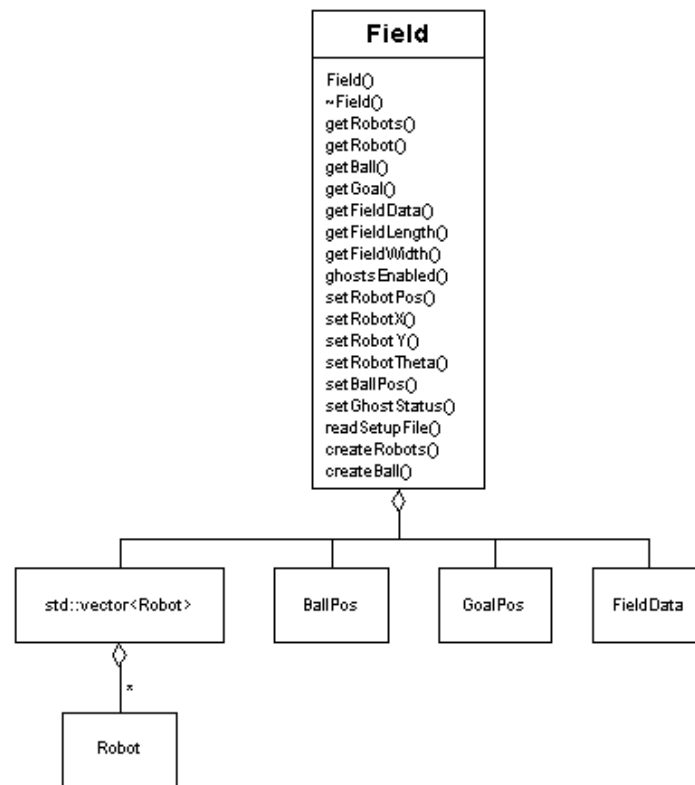 Field
Field()
~Field()
getRobots()
getRobot()
getBall()
getGoal()
getFieldData()
getFieldLength()
getFieldWidth()
ghostsEnabled()
setRobotPos()
setRobotX()
setRobotY()
setRobotTheta()
setBallPos()
setGhostStatus()
readSetupFile()
createRobots()
createBall()
std::vector<Robot>
BallPos
GoalPos
FieldData
*
Robot